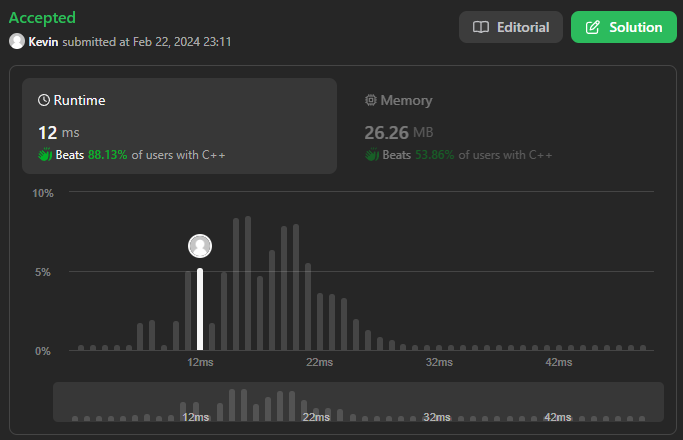 Accepted
Kevin submitted at Feb 22, 2024 23:11
Editorial
Solution
Runtime
12 ms
Beats 88.13% of users with C++
Memory
26.26 MB
Beats 53.86% of users with C++
10%
5%
0%
12ms 22ms 32ms 42ms
12ms 22ms 32ms 42ms